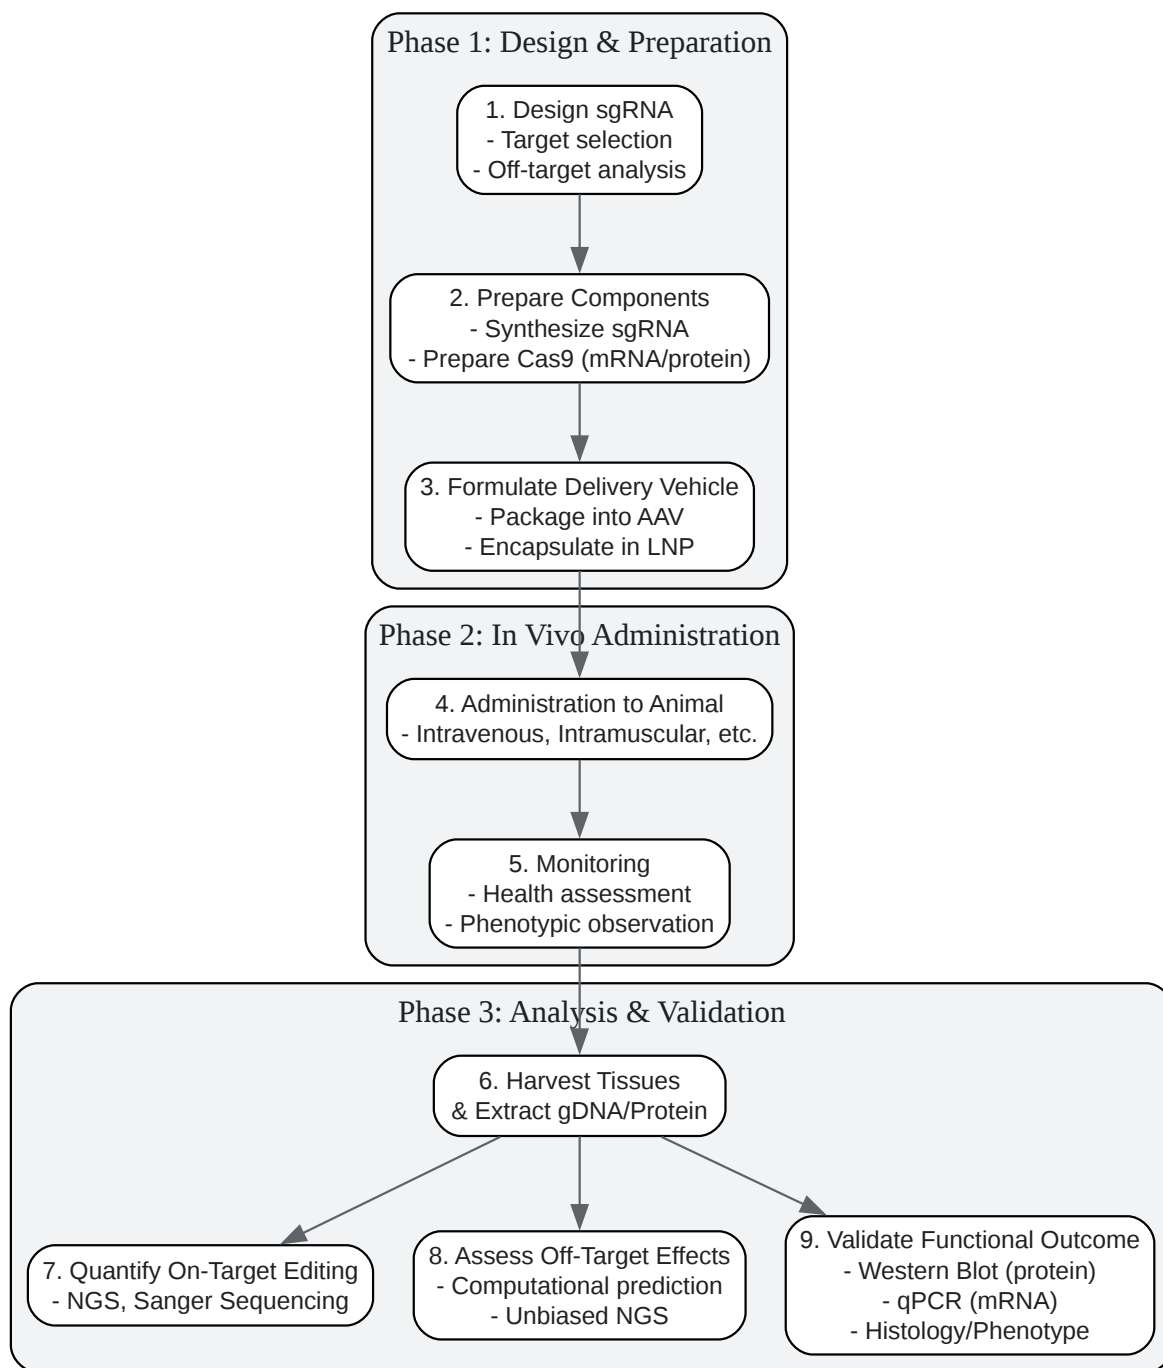 Phase 1: Design & Preparation
1. Design sgRNA
- Target selection
- Off-target analysis
2. Prepare Components
- Synthesize sgRNA
- Prepare Cas9 (mRNA/protein)
3. Formulate Delivery Vehicle
- Package into AAV
- Encapsulate in LNP
Phase 2: In Vivo Administration
4. Administration to Animal
- Intravenous, Intramuscular, etc.
5. Monitoring
- Health assessment
- Phenotypic observation
Phase 3: Analysis & Validation
6. Harvest Tissues
& Extract gDNA/Protein
7. Quantify On-Target Editing
- NGS, Sanger Sequencing
8. Assess Off-Target Effects
- Computational prediction
- Unbiased NGS
9. Validate Functional Outcome
- Western Blot (protein)
- qPCR (mRNA)
- Histology/Phenotype